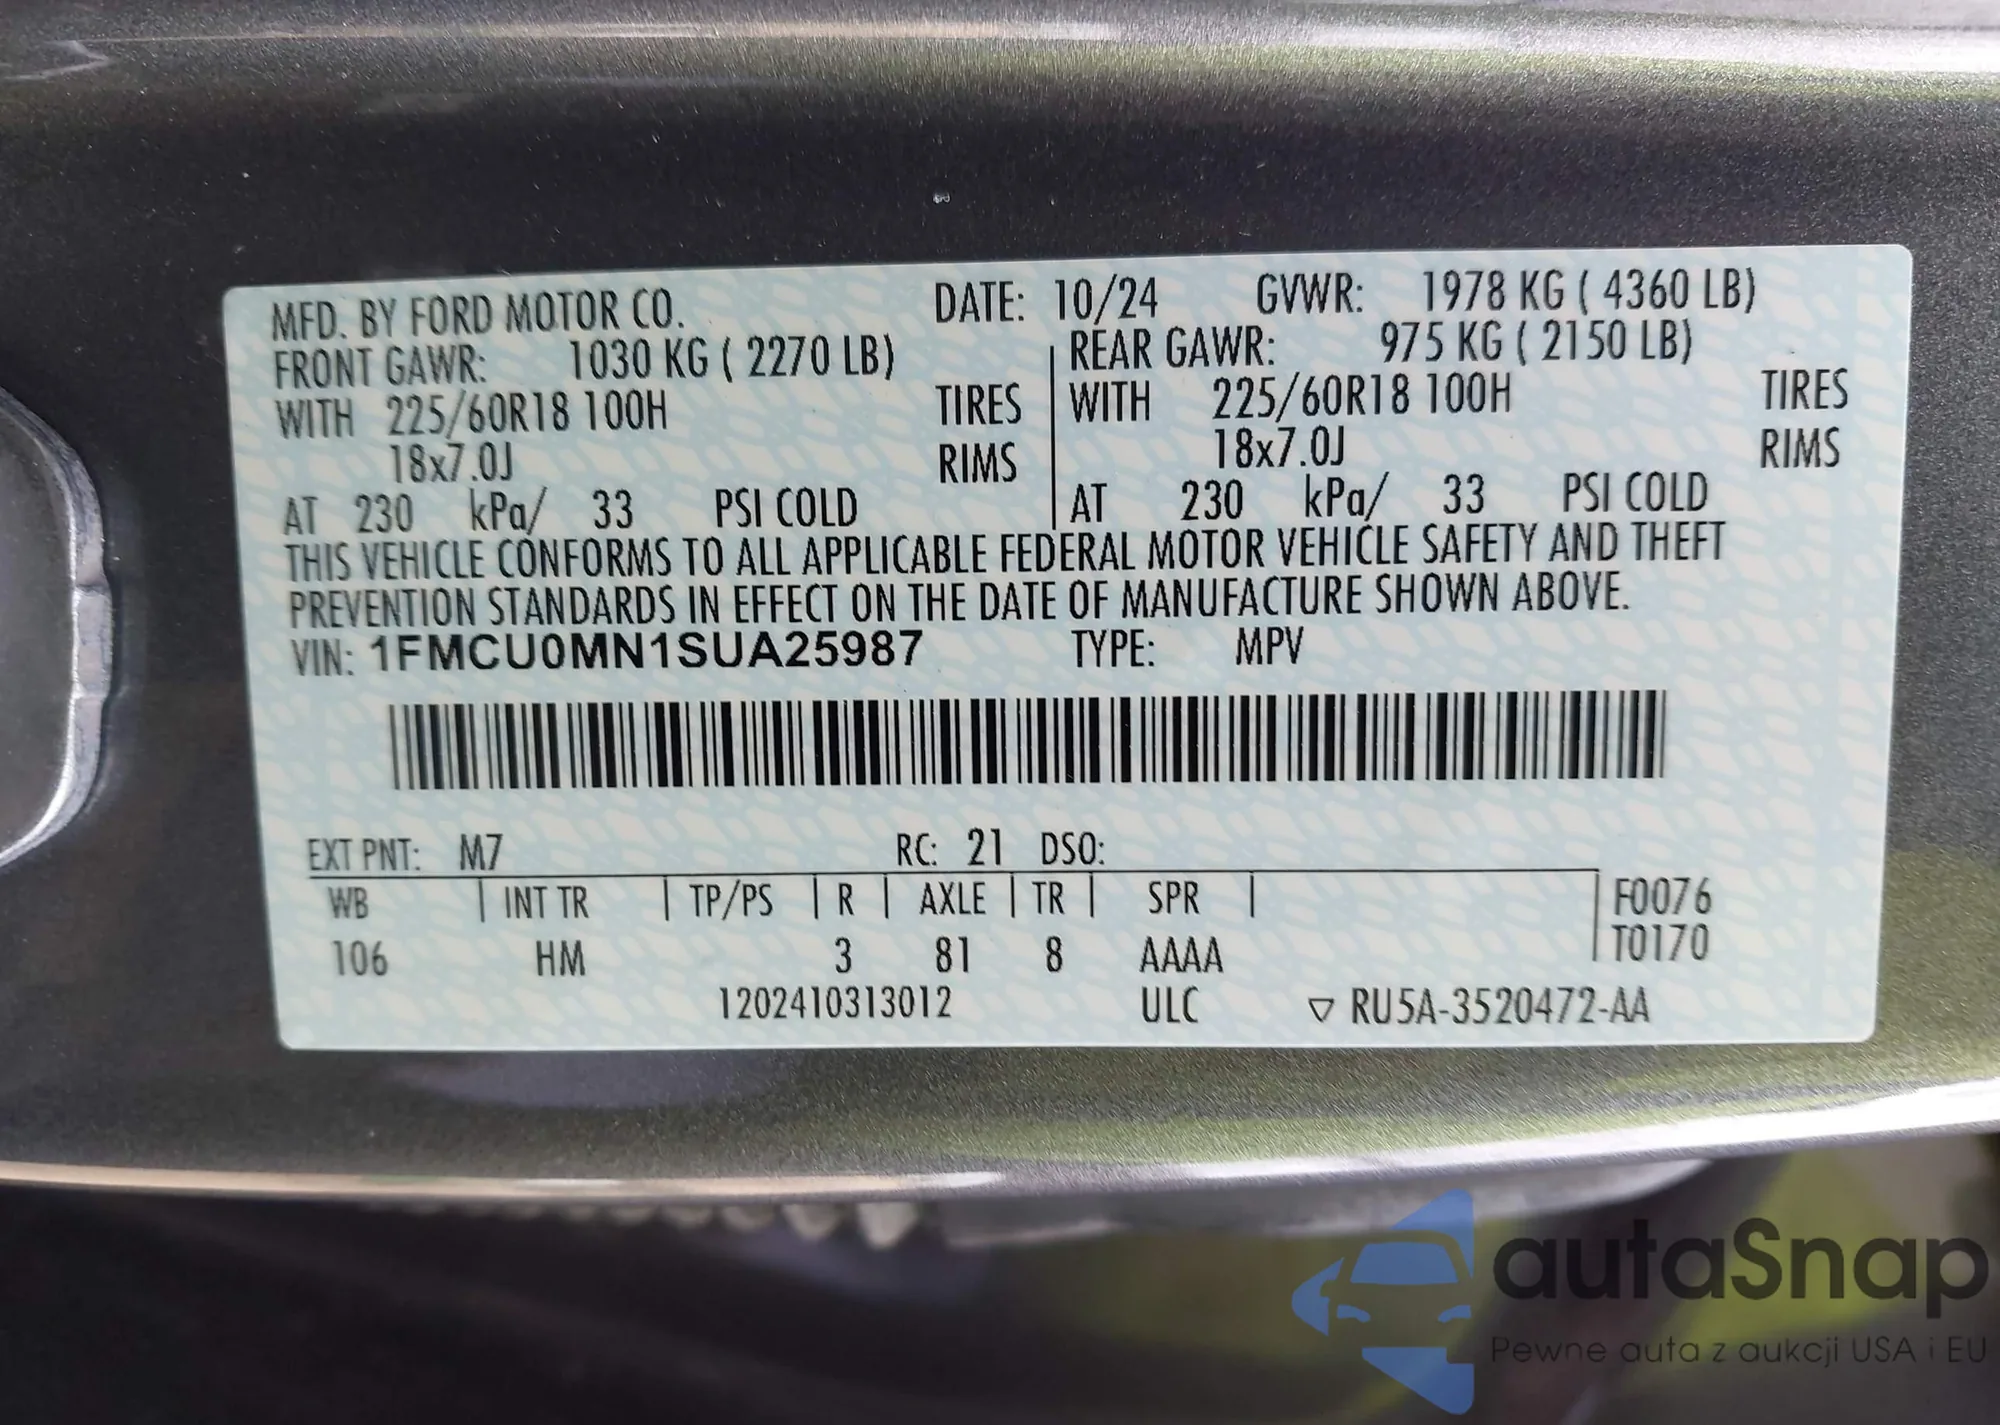 MFD. BY FORD MOTOR CO. DATE: 10/24 GVWR: 1978 KG ( 4360 LB)
FRONT GAWR: 1030 KG ( 2270 LB) REAR GAWR: 975 KG ( 2150 LB)
WITH 225/60R18 100H TIRES WITH 225/60R18 100H TIRES
18x7.0J RIMS 18x7.0J RIMS
AT 230 kPa/ 33 PSI COLD AT 230 kPa/ 33 PSI COLD
THIS VEHICLE CONFORMS TO ALL APPLICABLE FEDERAL MOTOR VEHICLE SAFETY AND THEFT
PREVENTION STANDARDS IN EFFECT ON THE DATE OF MANUFACTURE SHOWN ABOVE.
VIN: 1FMCU0MN1SUA25987 TYPE: MPV
EXT PNT: M7 RC: 21 DSO:
WB INT TR TP/PS R AXLE TR SPR F0076
106 HM 3 81 8 AAAA T0170
1202410313012 ULC ▽ RU5A-3520472-AA
autaSnap
Pewne auta z aukcji USA i EU